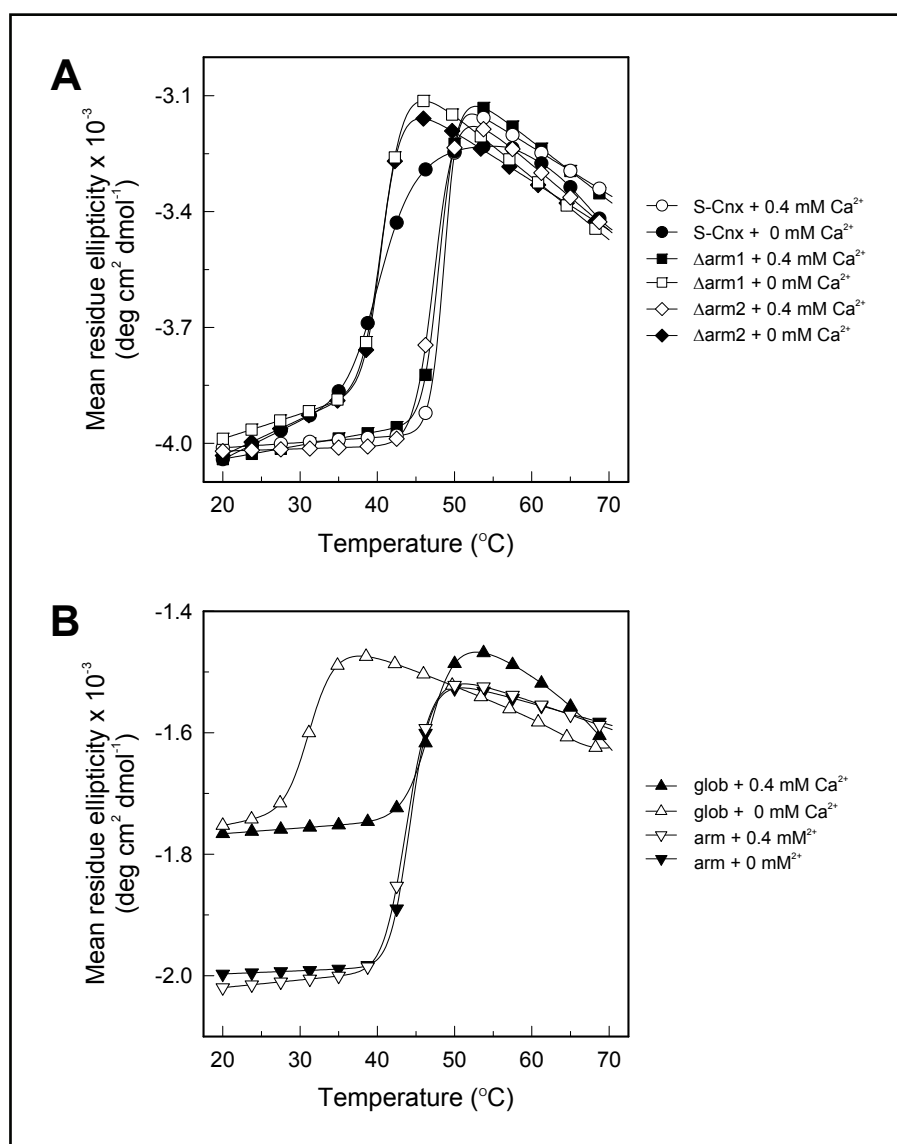 A
Mean residue ellipticity x 10⁻³
(deg cm² dmol⁻¹)
-3.1
-3.4
-3.7
-4.0
20 30 40 50 60 70
Temperature (°C)
S-Cnx + 0.4 mM Ca²⁺
S-Cnx + 0 mM Ca²⁺
Δarm1 + 0.4 mM Ca²⁺
Δarm1 + 0 mM Ca²⁺
Δarm2 + 0.4 mM Ca²⁺
Δarm2 + 0 mM Ca²⁺
B
Mean residue ellipticity x 10⁻³
(deg cm² dmol⁻¹)
-1.4
-1.6
-1.8
-2.0
20 30 40 50 60 70
Temperature (°C)
glob + 0.4 mM Ca²⁺
glob + 0 mM Ca²⁺
arm + 0.4 mM²⁺
arm + 0 mM²⁺